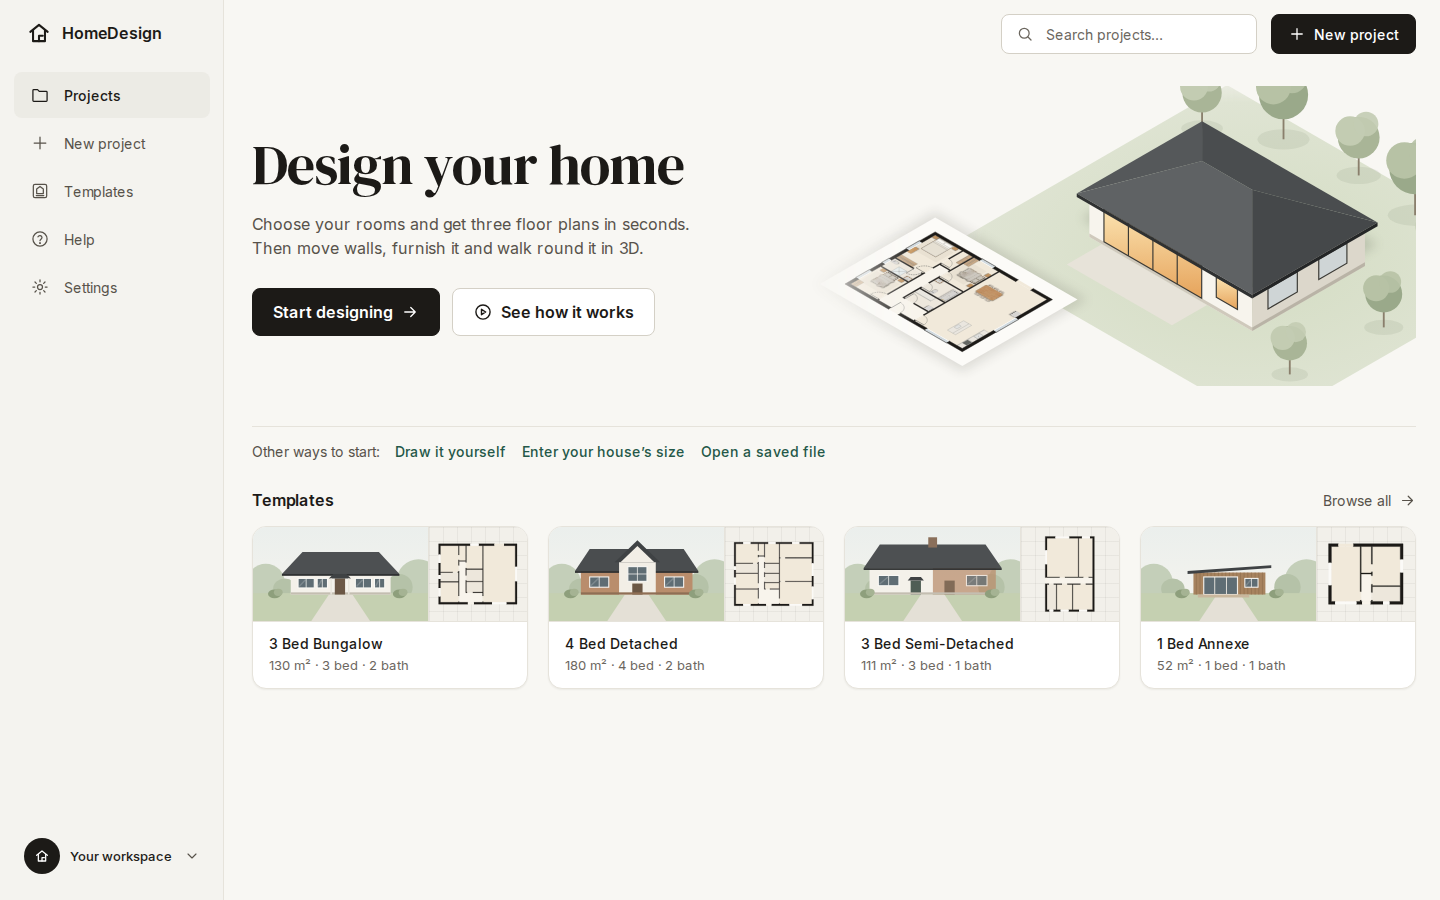 HomeDesign
Projects
New project
Templates
Help
Settings
Your workspace
Search projects...
New project
Design your home
Choose your rooms and get three floor plans in seconds.
Then move walls, furnish it and walk round it in 3D.
Start designing
See how it works
Other ways to start: Draw it yourself Enter your house's size Open a saved file
Templates
Browse all
3 Bed Bungalow
130 m² · 3 bed · 2 bath
4 Bed Detached
180 m² · 4 bed · 2 bath
3 Bed Semi-Detached
111 m² · 3 bed · 1 bath
1 Bed Annexe
52 m² · 1 bed · 1 bath